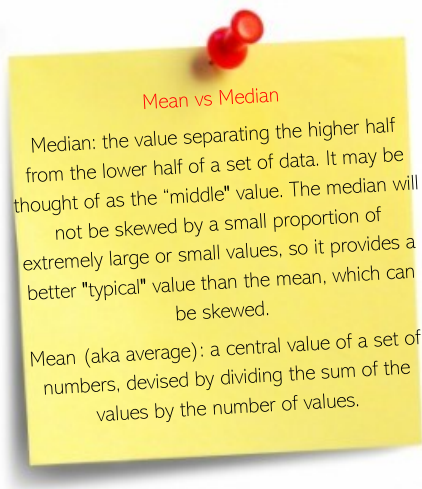 Mean vs Median
Median: the value separating the higher half
from the lower half of a set of data. It may be
thought of as the “middle" value. The median will
not be skewed by a small proportion of
extremely large or small values, so it provides a
better "typical" value than the mean, which can
be skewed.
Mean (aka average): a central value of a set of
numbers, devised by dividing the sum of the
values by the number of values.